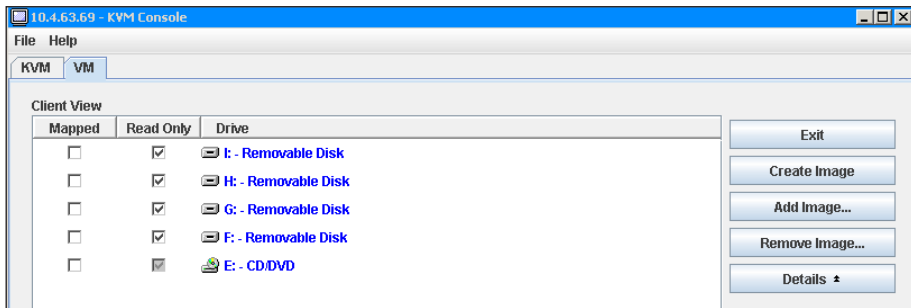 10.4.63.69 - KVM Console
File Help
KVM VM
Client View
Mapped Read Only Drive
I: - Removable Disk
H: - Removable Disk
G: - Removable Disk
F: - Removable Disk
E: - CD/DVD
Exit
Create Image
Add Image...
Remove Image...
Details